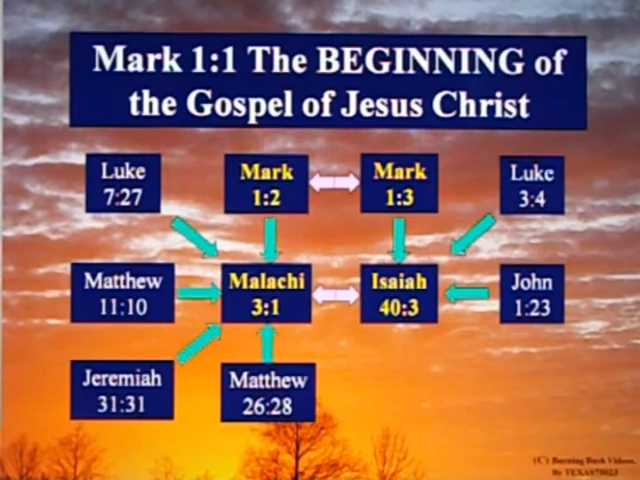 Mark 1:1 The BEGINNING of
the Gospel of Jesus Christ
Luke
7:27
Mark
1:2
Mark
1:3
Luke
3:4
Matthew
11:10
Malachi
3:1
Isaiah
40:3
John
1:23
Jeremiah
31:31
Matthew
26:28
(C) Burning Bush Videos,
By TEXAS70023